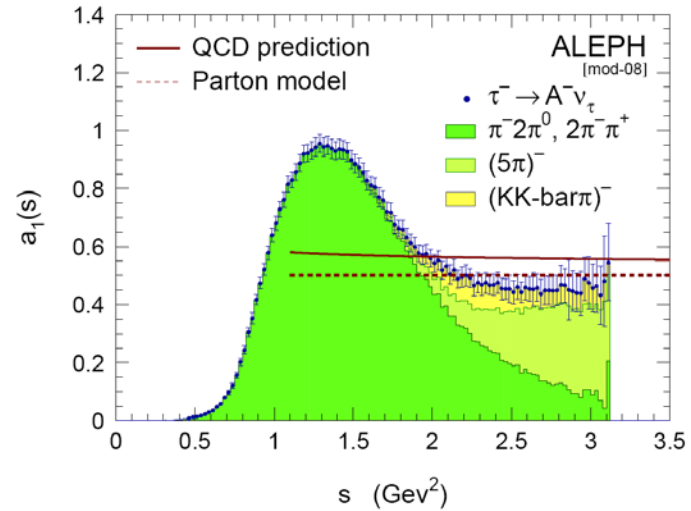 1.4
1.2
1
0.8
0.6
0.4
0.2
0
a₁(s)
QCD prediction
Parton model
ALEPH
[mod-08]
τ⁻ → A⁻ν_τ
π⁻2π⁰, 2π⁻π⁺
(5π)⁻
(KK-barπ)⁻
0 0.5 1 1.5 2 2.5 3 3.5
s (Gev²)